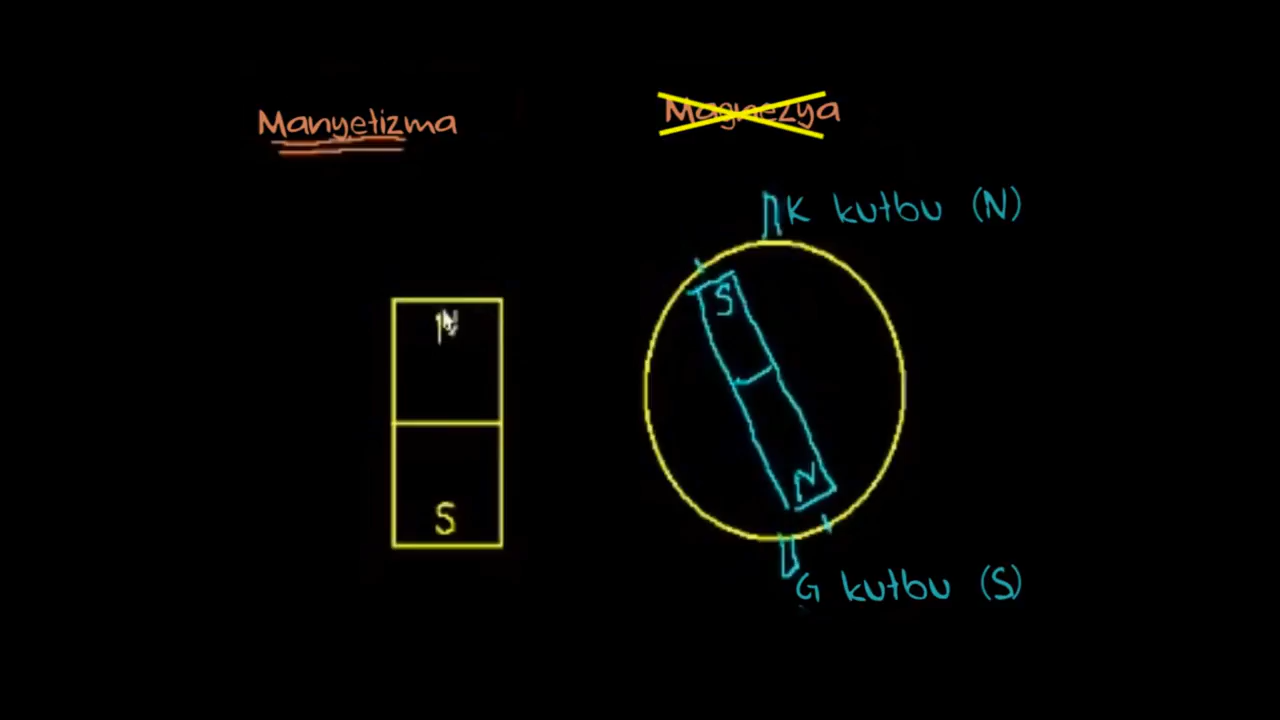 Manyetizma
Magnezya
K kutbu (N)
S
N
S
N
G kutbu (S)